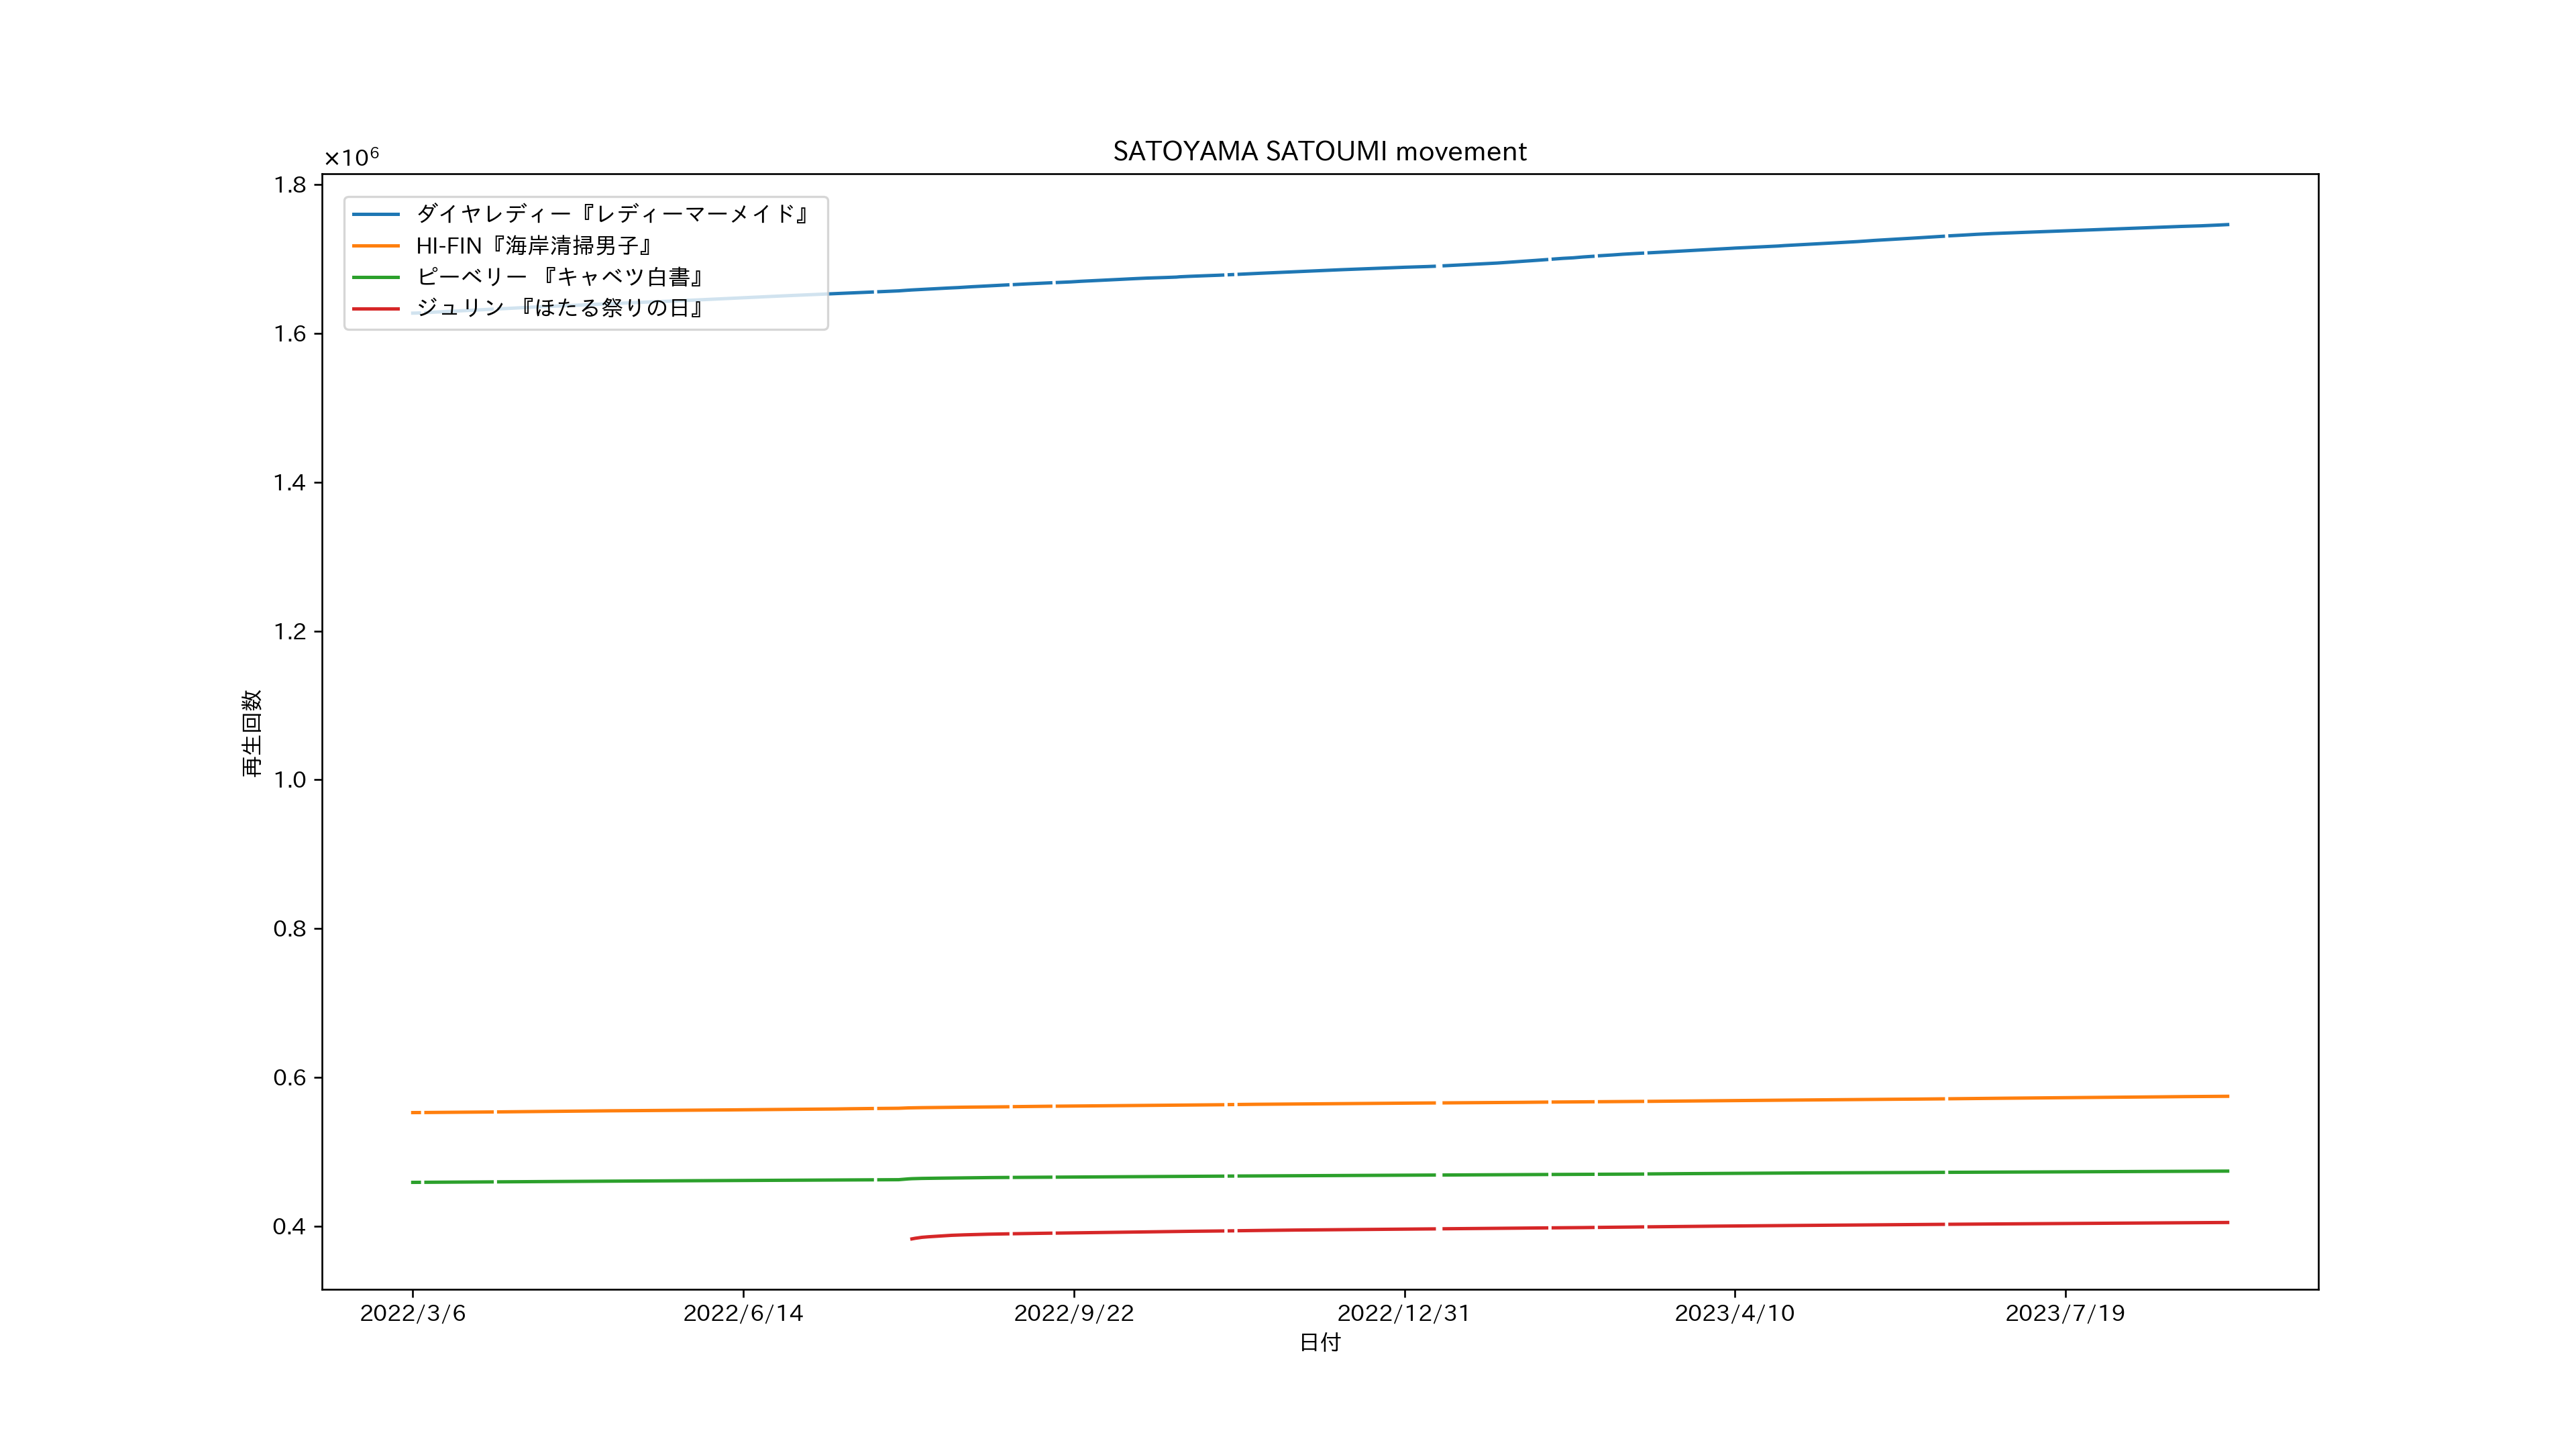 SATOYAMA SATOUMI movement
×10⁶
1.8
1.6
1.4
1.2
1.0
0.8
0.6
0.4
再生回数
ダイヤレディー『レディーマーメイド』
HI-FIN『海岸清掃男子』
ピーベリー 『キャベツ白書』
ジュリン 『ほたる祭りの日』
2022/3/6 2022/6/14 2022/9/22 2022/12/31 2023/4/10 2023/7/19
日付